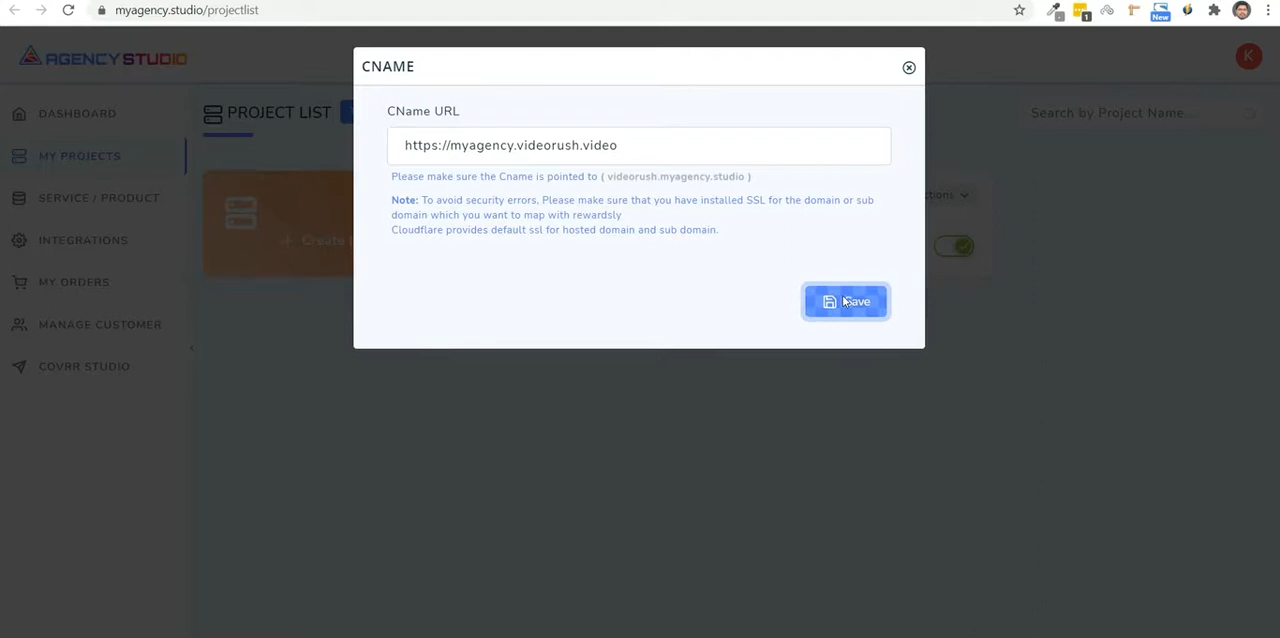 myagency.studio/projectlist
1
New
AGENCY STUDIO
K
DASHBOARD
MY PROJECTS
SERVICE / PRODUCT
INTEGRATIONS
MY ORDERS
MANAGE CUSTOMER
COVRR STUDIO
PROJECT LIST
Search by Project Name...
+ Create
CNAME
CName URL
https://myagency.videorush.video
Please make sure the Cname is pointed to ( videorush.myagency.studio )
Note: To avoid security errors, Please make sure that you have installed SSL for the domain or sub
domain which you want to map with rewardsly
Cloudflare provides default ssl for hosted domain and sub domain.
Save